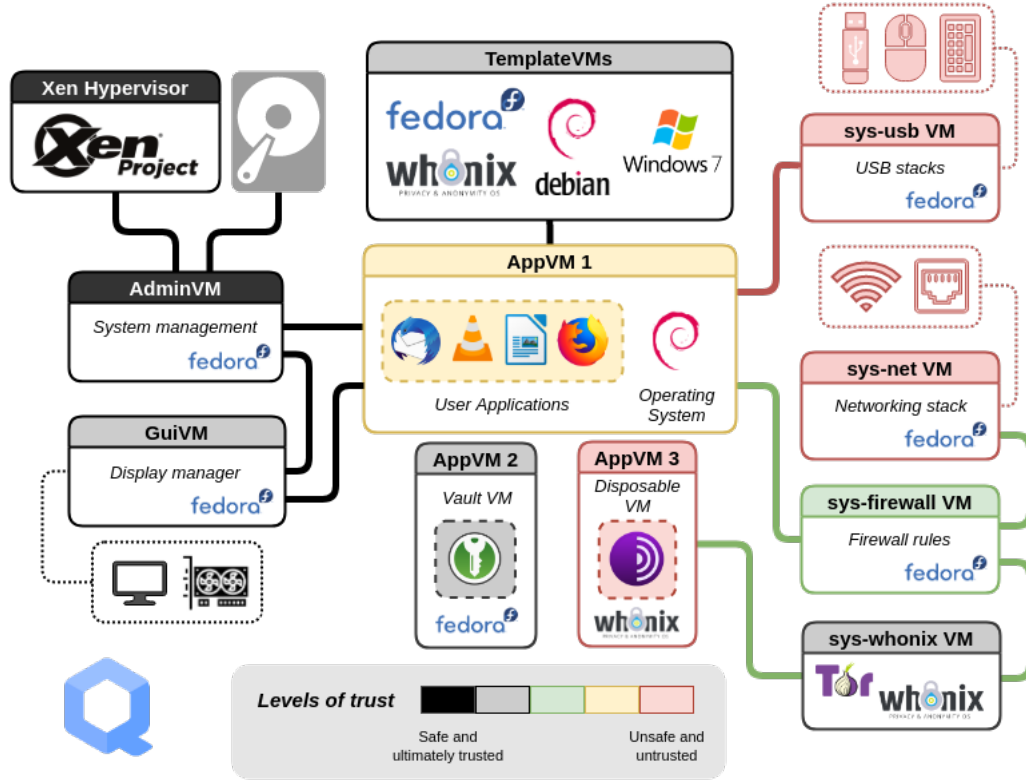 Xen Hypervisor
Xen
Project
TemplateVMs
fedora
whonix
PRIVACY & ANONYMITY OS
debian
Windows 7
sys-usb VM
USB stacks
fedora
AdminVM
System management
fedora
AppVM 1
User Applications
Operating
System
sys-net VM
Networking stack
fedora
GuiVM
Display manager
fedora
AppVM 2
Vault VM
fedora
AppVM 3
Disposable
VM
whonix
PRIVACY & ANONYMITY OS
sys-firewall VM
Firewall rules
fedora
sys-whonix VM
Tor
whonix
PRIVACY & ANONYMITY OS
Levels of trust
Safe and
ultimately trusted
Unsafe and
untrusted